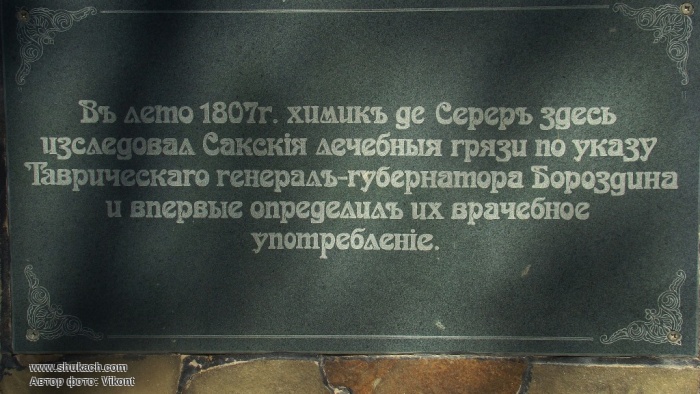 Въ лето 1807г. химикъ де Сереръ здесь
изследовал Сакскія лечебныя грязи по указу
Таврическаго генералъ-губернатора Бороздина
и впервые определилъ их врачебное
употребленіе.
www.shukach.com
Автор фото: Vikont